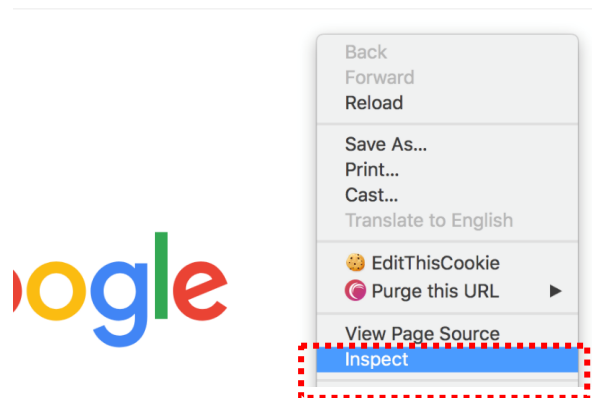 Back
Forward
Reload
Save As...
Print...
Cast...
Translate to English
EditThisCookie
Purge this URL
View Page Source
Inspect
oogle